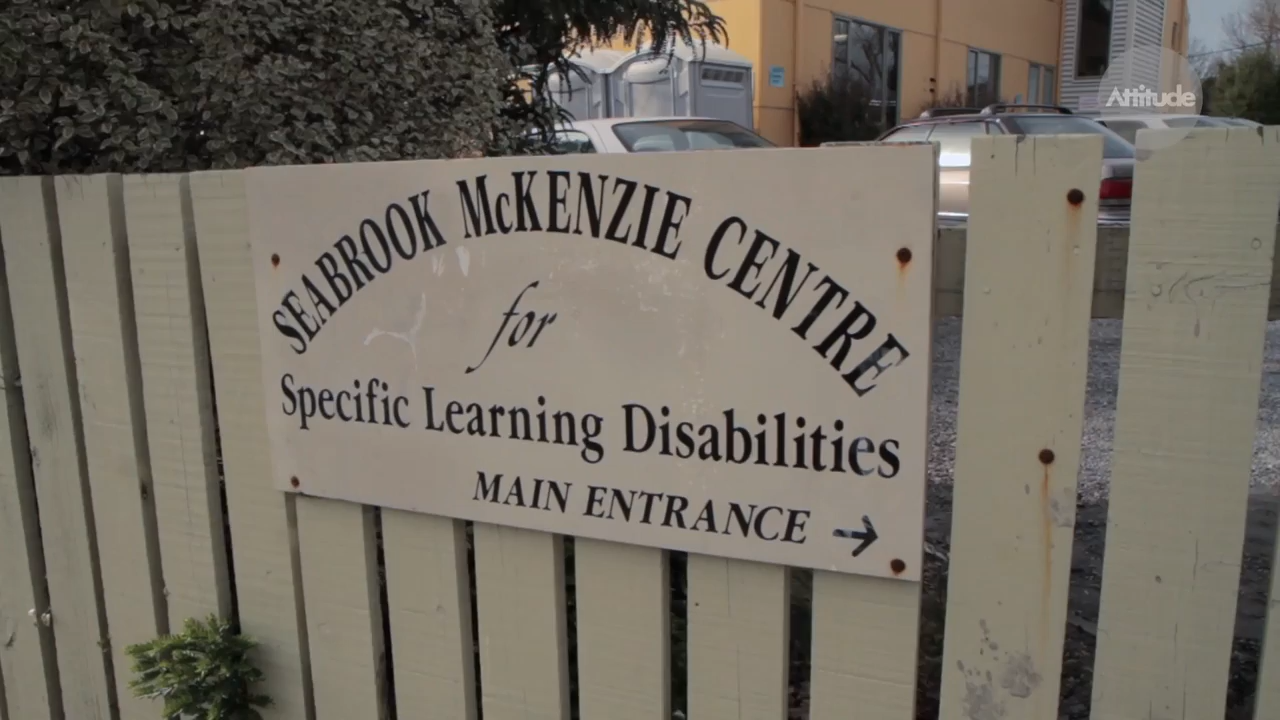 Attitude
SEABROOK McKENZIE CENTRE
for
Specific Learning Disabilities
MAIN ENTRANCE →